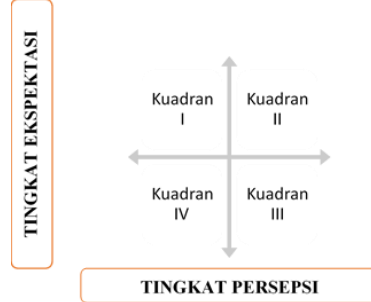 TINGKAT EKSPEKTASI
Kuadran
I
Kuadran
II
Kuadran
IV
Kuadran
III
TINGKAT PERSEPSI